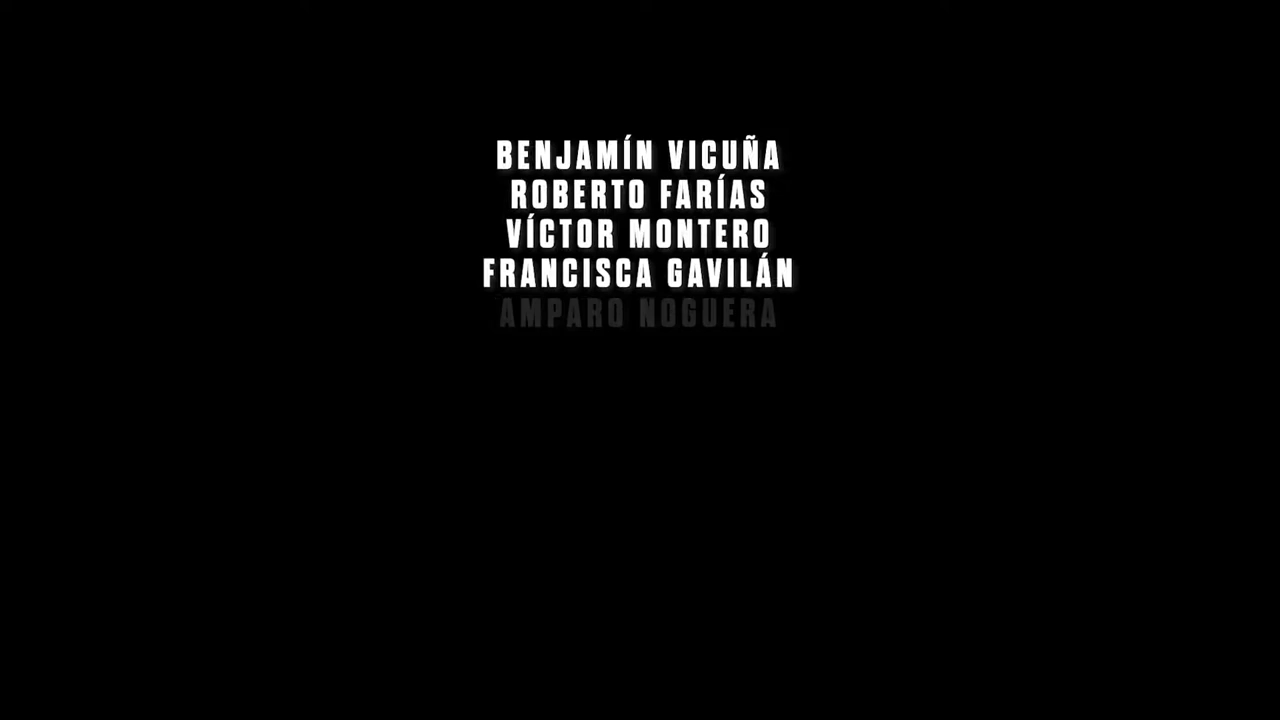 BENJAMÍN VICUÑA
ROBERTO FARÍAS
VÍCTOR MONTERO
FRANCISCA GAVILÁN
AMPARO NOGUERA